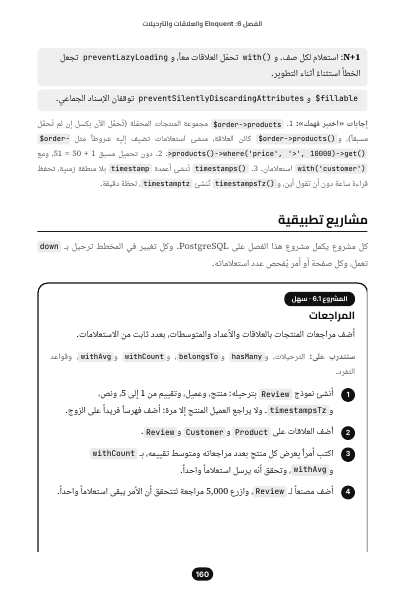 الفصل 6: Eloquent والعلاقات والترحيلات
N+1: استعلام لكل صف. و with() تحمّل العلاقات معاً، و preventLazyLoading تجعل
الخطأ استثناءً أثناء التطوير.
$fillable و preventSilentlyDiscardingAttributes توقفان الإسناد الجماعي.
إجابات «اختبر فهمك»: 1. $order->products مجموعة المنتجات المحمّلة (تُحمّل الآن بكسل إن لم تُحمّل
مسبقاً)، و $order->products() كائن العلاقة، منشئ استعلامات تضيف إليه شروطاً مثل $order-
>products()->where('price', '>', 10000)->get(). 2. دون تحميل مسبق 1 + 50 = 51، ومع
with('customer') استعلامان. 3. timestamps() تُنشئ أعمدة timestamp بلا منطقة زمنية، تحفظ
قراءة ساعة دون أن تقول أين، و timestampsTz() تُنشئ timestamptz، لحظة دقيقة.
مشاريع تطبيقية
كل مشروع يكمل مشروع هذا الفصل على PostgreSQL. وكل تغيير في المخطط ترحيل بـ down
تعمل، وكل صفحة أو أمر يُفحص عدد استعلاماته.
المشروع 6.1 · سهل
المراجعات
أضف مراجعات المنتجات بالعلاقات والأعداد والمتوسطات، بعدد ثابت من الاستعلامات.
ستتدرب على: الترحيلات، و hasMany و belongsTo، و withCount و withAvg، وقواعد
التفرد.
1 أنشئ نموذج Review بترحيله: منتج، وعميل، وتقييم من 1 إلى 5، ونص،
و timestampsTz. ولا يراجع العميل المنتج إلا مرة: أضف فهرساً فريداً على الزوج.
2 أضف العلاقات على Product و Customer و Review.
3 اكتب أمراً يعرض كل منتج بعدد مراجعاته ومتوسط تقييمه، بـ withCount
و withAvg، وتحقق أنه يرسل استعلاماً واحداً.
4 أضف مصنعاً لـ Review، وازرع 5,000 مراجعة لتتحقق أن الأمر يبقى استعلاماً واحداً.
160